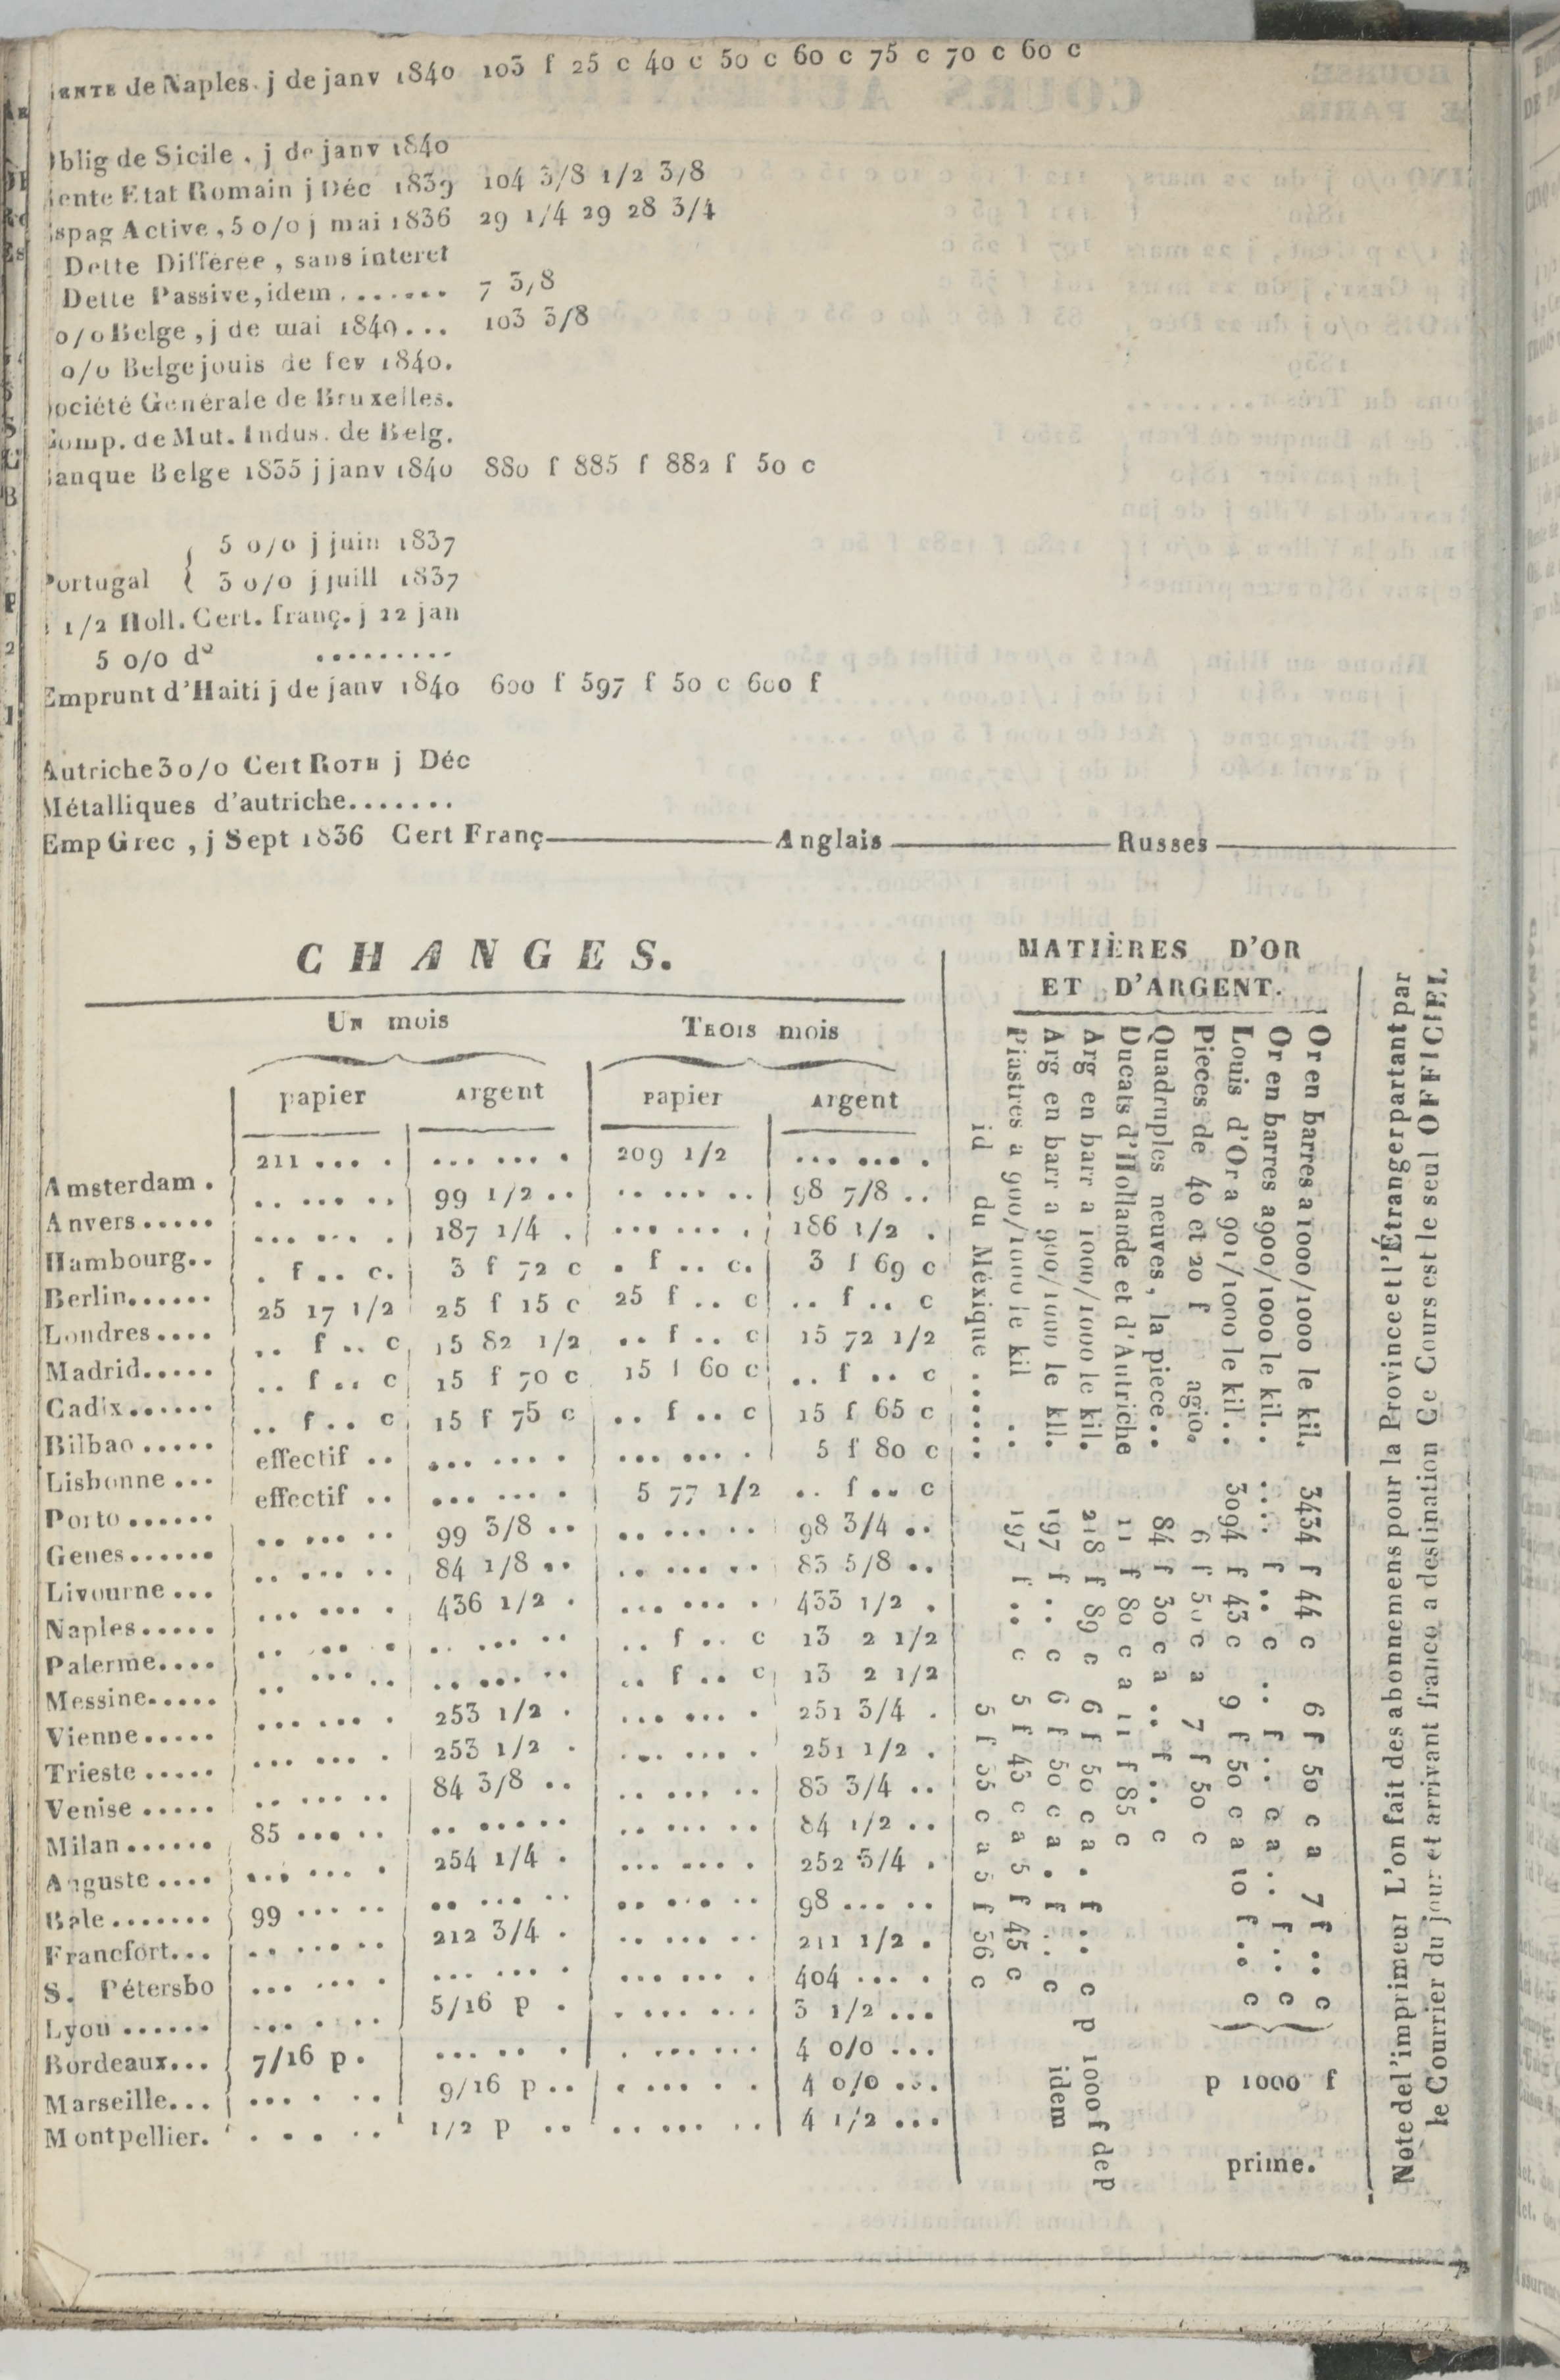 ENTE de Naples. j de janv 1840 103 f 25 c 40 c 50 c 60 c 75 c 70 c 60 c
blig de Sicile, j de janv 1840
ente Etat Romain j Déc 1839 104 3/8 1/2 3/8
spag Active, 5 o/o j mai 1836 29 1/4 29 28 3/4
Dette Différée, sans interet
Dette Passive, idem ....... 7 3/8
o/o Belge, j de mai 1840... 103 3/8
o/o Belge jouis de fev 1840.
ociété Genérale de Bruxelles.
omp. de Mut. Indus. de Belg.
anque Belge 1835 j janv 1840 880 f 885 f 882 f 50 c
5 o/o j juin 1837
Portugal { 3 o/o j juill 1837
1/2 Holl. Cert. franç. j 22 jan
5 o/o d° .........
Emprunt d'Haiti j de janv 1840 600 f 597 f 50 c 600 f
Autriche 3 o/o Cert ROTH j Déc
Métalliques d'autriche.......
Emp Grec, j Sept 1836 Cert Franç——Anglais——Russes——
CHANGES.
UN mois TROIS mois
papier Argent papier Argent
Amsterdam . 211 ... . ... ... . 209 1/2 ... ... .
Anvers ..... .. ... .. 99 1/2 .. .. ... .. 98 7/8 ..
Hambourg.. ... ... . 187 1/4 . ... ... . 186 1/2 .
Berlin...... . f .. c. 3 f 72 c . f .. c. 3 f 69 c
Londres.... 25 17 1/2 25 f 15 c 25 f .. c .. f .. c
Madrid..... .. f .. c 15 82 1/2 .. f .. c 15 72 1/2
Cadix...... .. f .. c 15 f 70 c 15 f 60 c .. f .. c
Bilbao ..... .. f .. c 15 f 75 c .. f .. c 15 f 65 c
Lisbonne ... effectif .. ... ... . ... ... . 5 f 80 c
Porto ...... effectif .. ... ... . 5 77 1/2 .. f .. c
Genes...... .. ... .. 99 3/8 .. .. ... .. 98 3/4 ..
Livourne ... .. ... .. 84 1/8 .. .. ... .. 83 5/8 ..
Naples..... ... ... . 436 1/2 . ... ... . 433 1/2 .
Palerme.... .. ... .. .. ... .. .. f .. c 13 2 1/2
Messine..... .. ... .. .. ... .. .. f .. c 13 2 1/2
Vienne..... ... ... . 253 1/2 . ... ... . 251 3/4 .
Trieste ..... ... ... . 253 1/2 . ... ... . 251 1/2 .
Venise ..... .. ... .. 84 3/8 .. .. ... .. 83 3/4 ..
Milan ...... 85 ... .. .. ... .. .. ... .. 84 1/2 ..
Auguste .... ... ... . 254 1/4 . ... ... . 252 3/4 .
Bale ....... 99 ... .. .. ... .. .. ... .. 98 ... ..
Francfort... .. ... .. 212 3/4 . .. ... .. 211 1/2 .
S. Pétersbo ... ... . ... ... . ... ... . 404 ... .
Lyon ...... ... . .. 5/16 p . . ... ... 3 1/2 ...
Bordeaux... 7/16 p . ... .. . . ... ... 4 o/o ...
Marseille... ... . . 9/16 p .. . ... . . 4 o/o ...
Montpellier. . . . .. 1/2 p .. .. ... .. 4 1/2 ...
MATIÈRES D'OR
ET D'ARGENT.
Or en barres a 1000/1000 le kil. 3434 f 44 c 6 f 50 c a 7 f .. c
Or en barres a 900/1000 le kil.. .... f .. c .. f .. c a .. f .. c
Louis d'Or a 901/1000 le kil.. 3094 f 43 c 9 f 50 c a 10 f .. c
p 1000 f
prime.
Pieces de 40 et 20 f agio. 6 f 50 c a 7 f 50 c
Quadruples neuves, la piece.. 84 f 30 c a .. f .. c
Ducats d'Hollande et d'Autriche 11 f 80 c a 11 f 85 c
Arg en barr a 1000/1000 le kil. 218 f 89 c 6 f 50 c a . f .. c p 1000 f de p
Arg en barr a 900/1000 le kil. 197 f .. c 6 f 50 c a . f .. c idem
Piastres a 900/1000 le kil .. 197 f .. c 5 f 43 c a 5 f 45 c
id du Méxique ...... 5 f 35 c a 5 f 36 c
Note de l'imprimeur L'on fait des abonnemens pour la Province et l'Étranger partant par
le Courrier du jour et arrivant franco a destination Ce Cours est le seul OFFICIEL